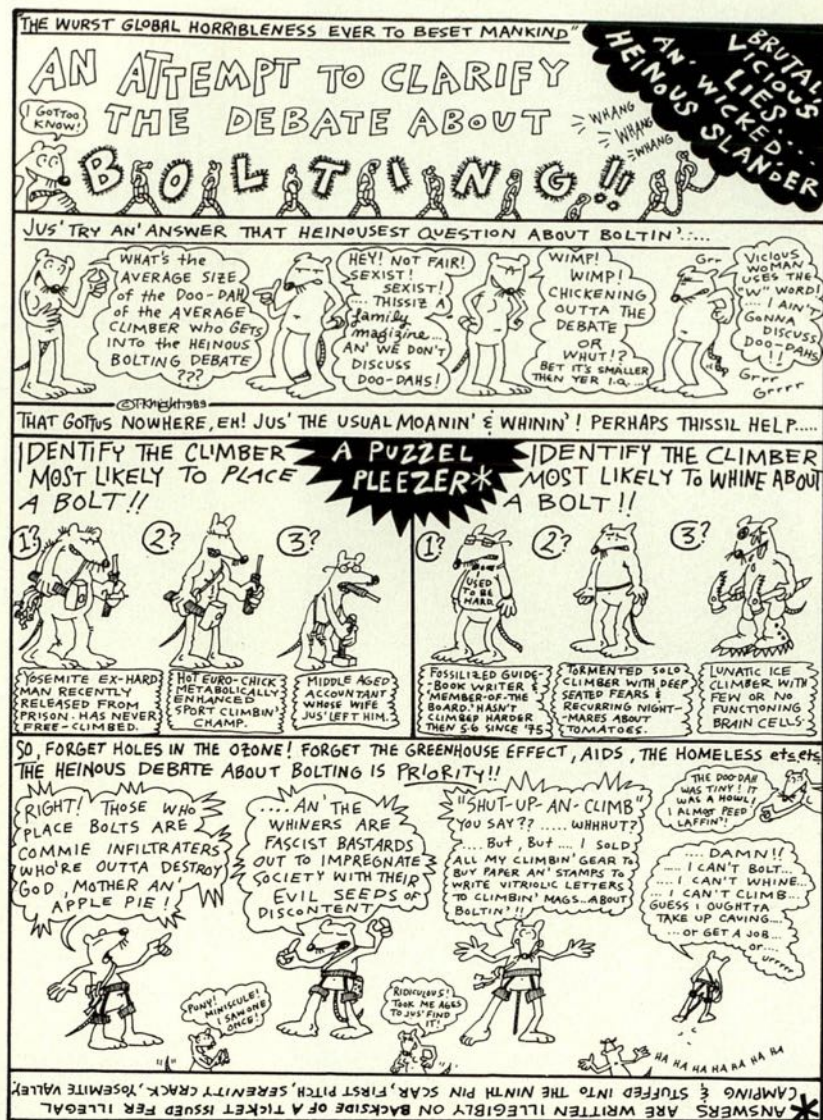 "THE WURST GLOBAL HORRIBLENESS EVER TO BESET MANKIND"
BRUTAL
VICIOUS
LIES....
AN' WICKED,
HEINOUS SLANDER
AN ATTEMPT TO CLARIFY
THE DEBATE ABOUT
I GOTTOO
KNOW!
WHANG
WHANG
WHANG
BOLTING!!
JUS' TRY AN' ANSWER THAT HEINOUSEST QUESTION ABOUT BOLTIN'.....
WHAT'S the
AVERAGE SIZE
of the DOO-DAH
of the AVERAGE
CLIMBER who GETS
INTO the HEINOUS
BOLTING DEBATE
???
HEY! NOT FAIR!
SEXIST!
SEXIST!
.... THISSIZ A
family
magizine...
AN' WE DON'T
DISCUSS
DOO-DAHS!
WIMP!
WIMP!
CHICKENING
OUTTA THE
DEBATE
OR
WHUT!?
BET IT'S SMALLER
THEN YER I.Q. ...
Grr
VICIOUS
WOMAN
USES THE
"W" WORD!
.... I AIN'T
GONNA
DISCUSS
DOO-DAHS
!!
Grrr
Grrrr
©T.Knight 1989
THAT GOTTUS NOWHERE, EH! JUS' THE USUAL MOANIN' & WHININ'! PERHAPS THISSIL HELP.....
A PUZZEL
PLEEZER*
IDENTIFY THE CLIMBER
MOST LIKELY TO PLACE
A BOLT!!
1?
2?
3?
YOSEMITE EX-HARD
MAN RECENTLY
RELEASED FROM
PRISON. HAS NEVER
FREE-CLIMBED.
HOT EURO-CHICK
METABOLICALLY
ENHANCED
SPORT CLIMBIN'
CHAMP.
MIDDLE AGED
ACCOUNTANT
WHOSE WIFE
JUS' LEFT HIM.
IDENTIFY THE CLIMBER
MOST LIKELY TO WHINE ABOUT
A BOLT!!
1?
2?
3?
I
USED
TO BE
HARD
FOSSILIZED GUIDE-
-BOOK WRITER &
'MEMBER-OF-THE
BOARD.' HASN'T
CLIMBED HARDER
THEN 5.6 SINCE '75
TORMENTED SOLO
CLIMBER WITH DEEP
SEATED FEARS &
RECURRING NIGHT-
-MARES ABOUT
TOMATOES.
LUNATIC ICE
CLIMBER WITH
FEW OR NO
FUNCTIONING
BRAIN CELLS.
SO, FORGET HOLES IN THE OZONE! FORGET THE GREENHOUSE EFFECT, AIDS, THE HOMELESS ets ets
THE HEINOUS DEBATE ABOUT BOLTING IS PRIORITY!!
RIGHT! THOSE WHO
PLACE BOLTS ARE
COMMIE INFILTRATERS
WHO'RE OUTTA DESTROY
GOD, MOTHER AN'
APPLE PIE!
PUNY!
MINISCULE!
I SAW ONE
ONCE!
....AN' THE
WHINERS ARE
FASCIST BASTARDS
OUT TO IMPREGNATE
SOCIETY WITH THEIR
EVIL SEEDS OF
DISCONTENT!
RIDICULOUS!
TOOK ME AGES
TO JUS' FIND
IT!
"SHUT-UP-AN-CLIMB"
YOU SAY?? ..... WHHHUT?
.... But, But .... I SOLD
ALL MY CLIMBIN' GEAR TO
BUY PAPER AN' STAMPS TO
WRITE VITRIOLIC LETTERS
TO CLIMBIN' MAGS...ABOUT
BOLTIN'!!
THE DOO-DAH
WAS TINY! IT
WAS A HOWL!
I ALMOST PEED
LAFFIN'!
.... DAMN!!
.... I CAN'T BOLT...
.... I CAN'T WHINE...
... I CAN'T CLIMB...
GUESS I OUGHTTA
TAKE UP CAVING....
... OR GET A JOB...
or....
urrrrr
HA HA HA HA HA HA HA
* ANSWERS ARE WRITTEN ILLEGIBLY ON BACKSIDE OF A TICKET ISSUED FER ILLEGAL
CAMPING & STUFFED INTO THE NINTH PIN SCAR, FIRST PITCH, SERENITY CRACK, YOSEMITE VALLEY.